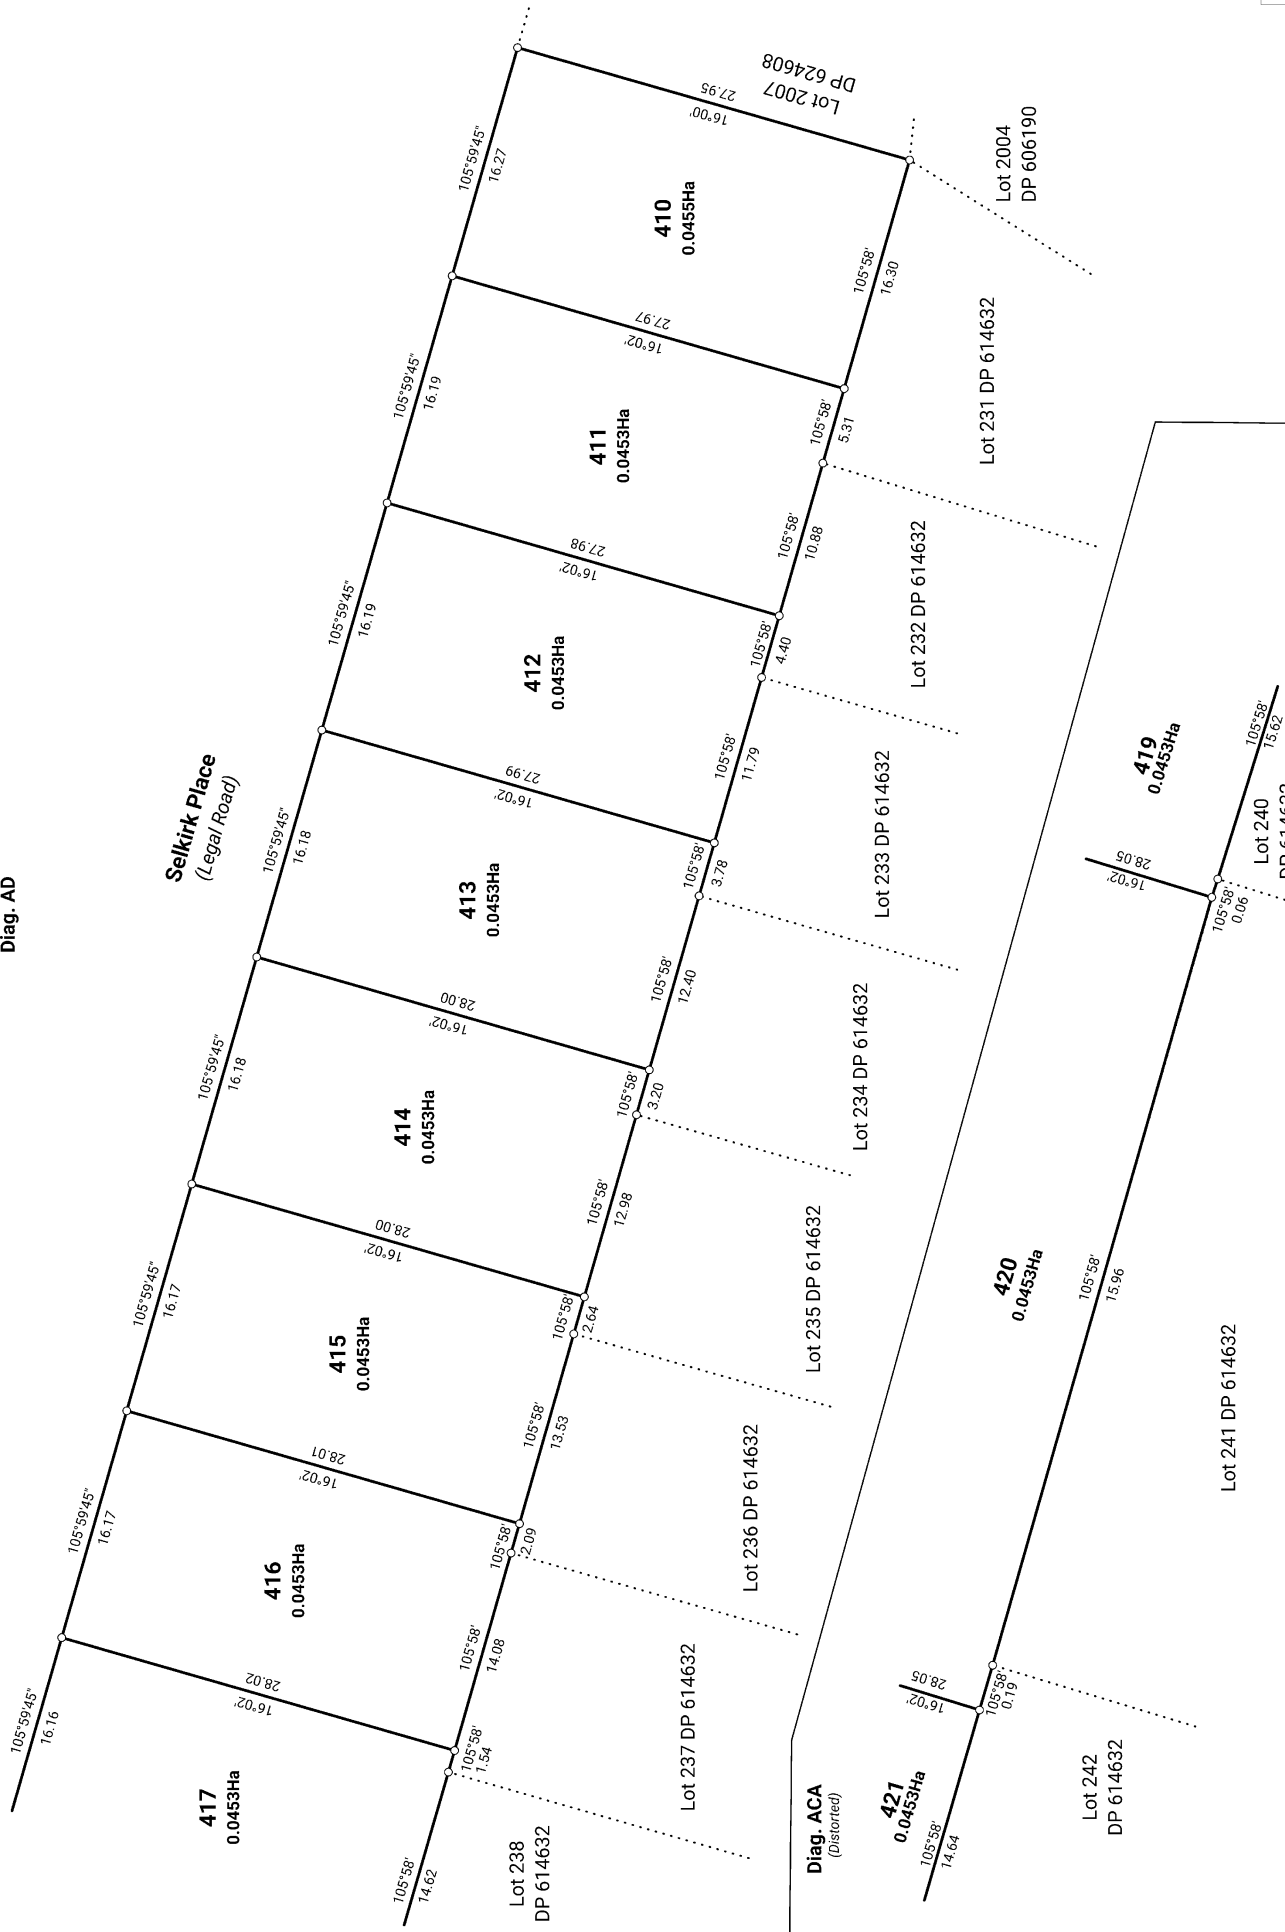 Diag. AD
Selkirk Place
(Legal Road)
Lot 2007
DP 624608
Lot 2004
DP 606190
27.95
16°00'
105°59'45"
16.27
410
0.0455Ha
105°58'
16.30
27.97
16°02'
105°59'45"
16.19
411
0.0453Ha
105°58'
5.31
105°58'
10.88
Lot 231 DP 614632
27.98
16°02'
105°59'45"
16.19
412
0.0453Ha
105°58'
4.40
105°58'
11.79
Lot 232 DP 614632
27.99
16°02'
105°59'45"
16.18
413
0.0453Ha
105°58'
3.78
105°58'
12.40
Lot 233 DP 614632
28.00
16°02'
105°59'45"
16.18
414
0.0453Ha
105°58'
3.20
105°58'
12.98
Lot 234 DP 614632
28.00
16°02'
105°59'45"
16.17
415
0.0453Ha
105°58'
2.64
105°58'
13.53
Lot 235 DP 614632
28.01
16°02'
105°59'45"
16.17
416
0.0453Ha
105°58'
2.09
105°58'
14.08
Lot 236 DP 614632
28.02
16°02'
105°59'45"
16.16
417
0.0453Ha
105°58'
1.54
105°58'
14.62
Lot 237 DP 614632
Lot 238
DP 614632
Diag. ACA
(Distorted)
419
0.0453Ha
105°58'
15.62
Lot 240
28.05
16°02'
105°58'
0.06
420
0.0453Ha
105°58'
15.96
Lot 241 DP 614632
28.05
16°02'
105°58'
0.19
421
0.0453Ha
105°58'
14.64
Lot 242
DP 614632